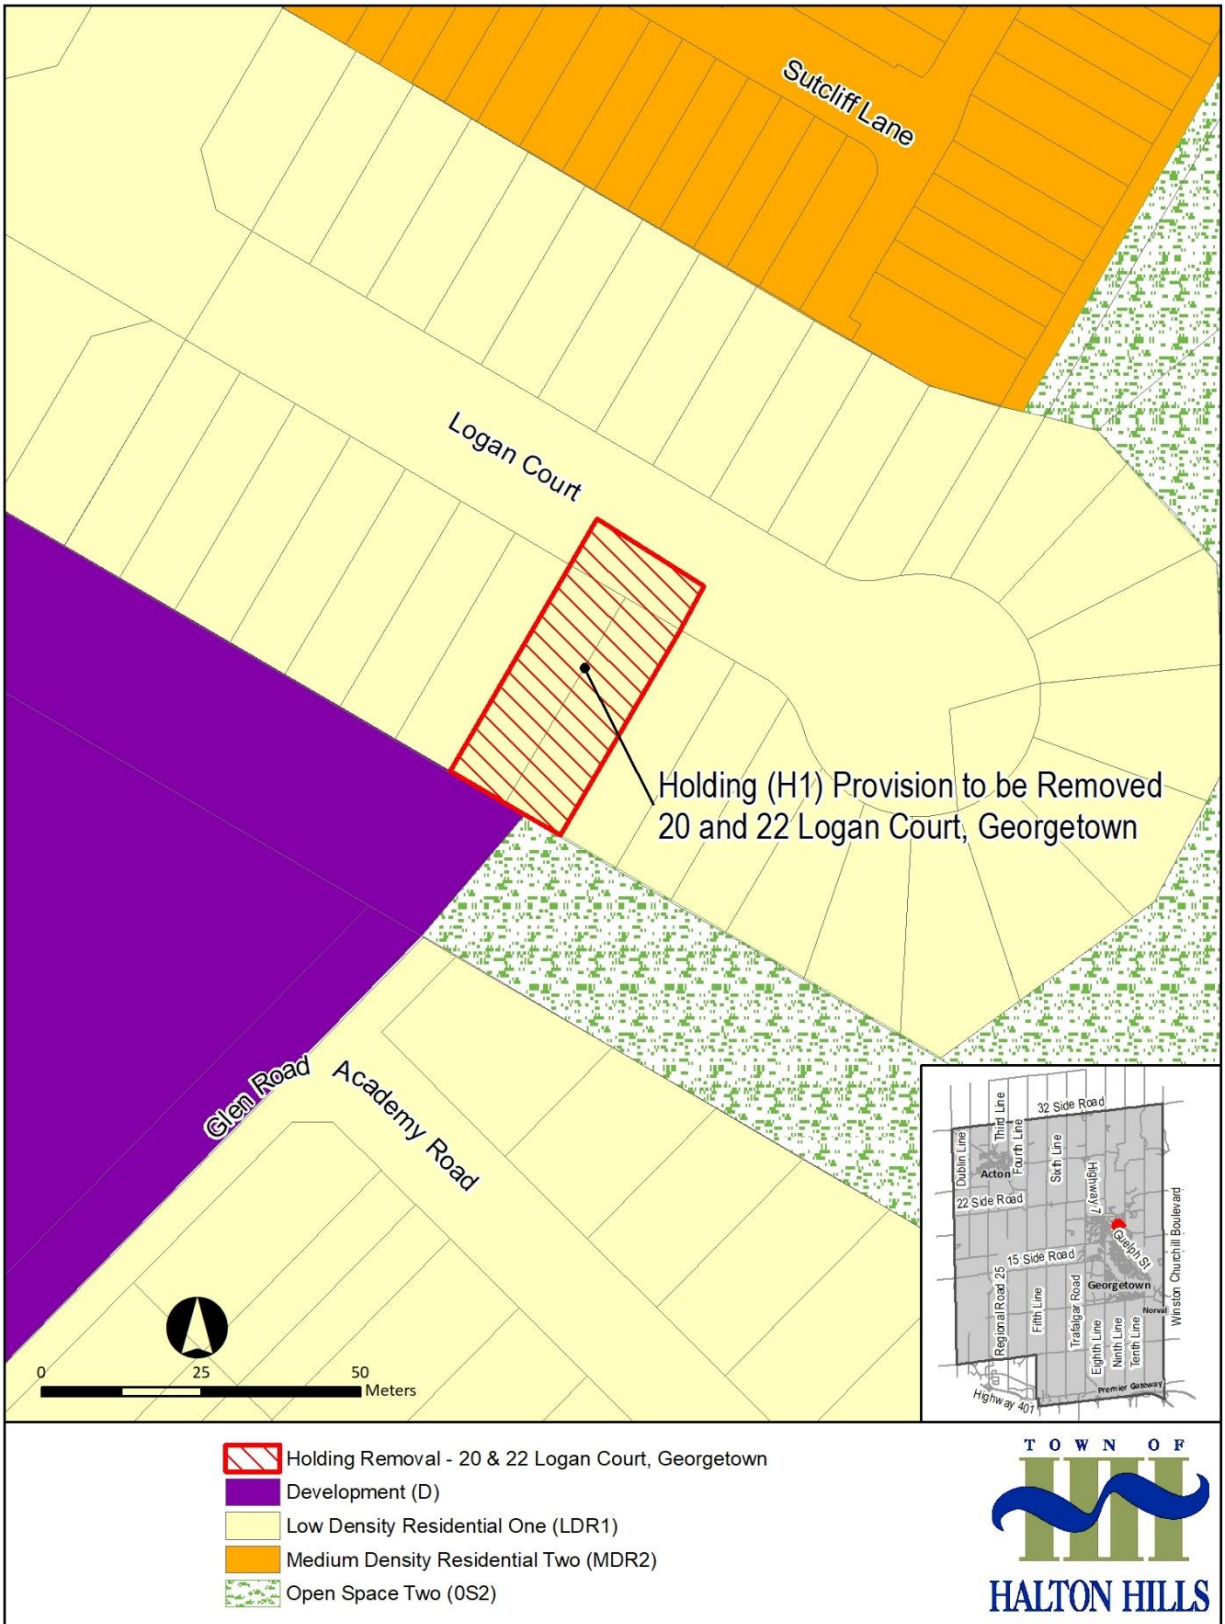 Sutcliff Lane
Logan Court
Holding (H1) Provision to be Removed
20 and 22 Logan Court, Georgetown
Glen Road
Academy Road
0
25
50
Meters
32 Side Road
Dublin Line
Third Line
Fourth Line
Sixth Line
Highway 7
Acton
22 Side Road
Guelph St
15 Side Road
Georgetown
Winston Churchill Boulevard
Regional Road 25
Fifth Line
Trafalgar Road
Eighth Line
Ninth Line
Tenth Line
Norval
Premier Gateway
Highway 401
Holding Removal - 20 & 22 Logan Court, Georgetown
Development (D)
Low Density Residential One (LDR1)
Medium Density Residential Two (MDR2)
Open Space Two (0S2)
TOWN OF
HALTON HILLS